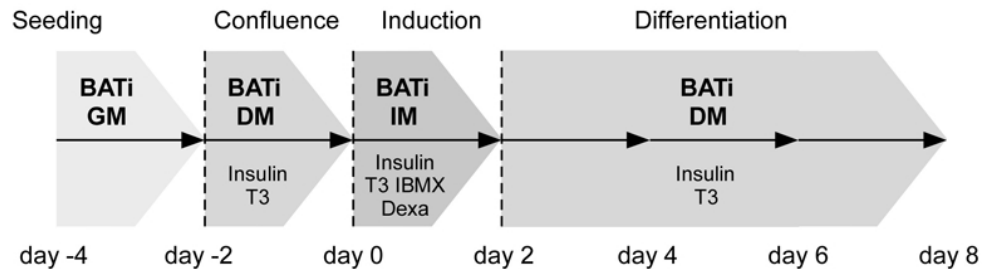 Seeding Confluence Induction Differentiation
BATi
GM
BATi
DM
Insulin
T3
BATi
IM
Insulin
T3 IBMX
Dexa
BATi
DM
Insulin
T3
day -4 day -2 day 0 day 2 day 4 day 6 day 8